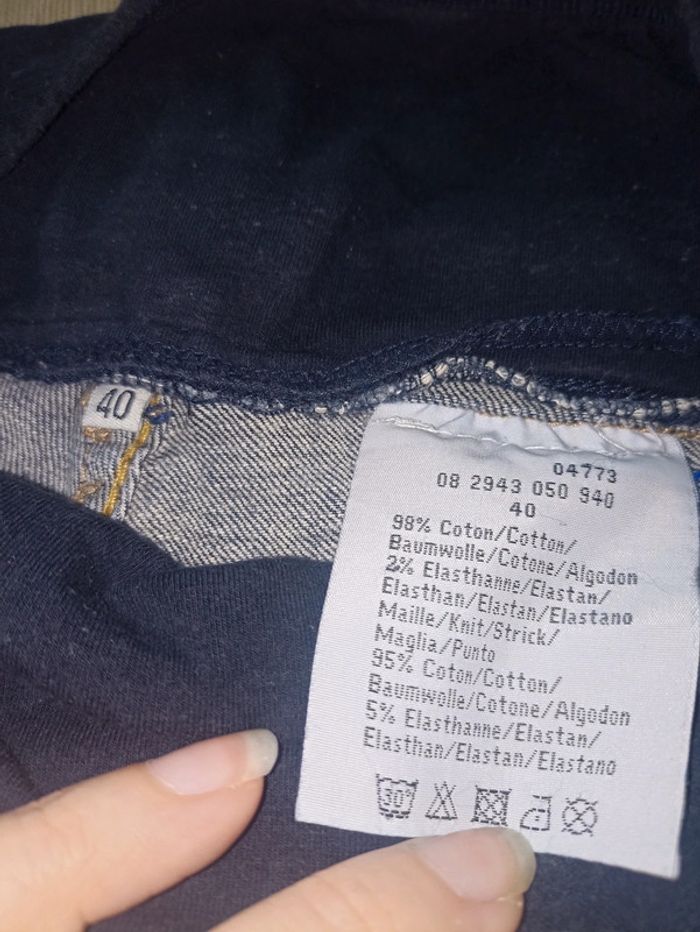 40
04773
08 2943 050 940
40
98% Coton/Cotton/
Baumwolle/Cotone/Algodon
2% Elasthanne/Elastan/
Elasthan/Elastan/Elastano
Maille/Knit/Strick/
Maglia/Punto
95% Coton/Cotton/
Baumwolle/Cotone/Algodon
5% Elasthanne/Elastan/
Elasthan/Elastan/Elastano
30°